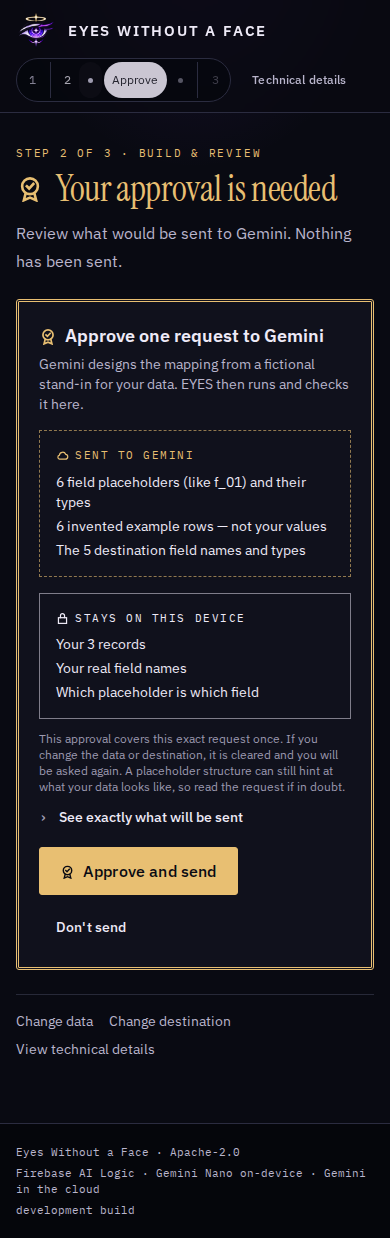 EYES WITHOUT A FACE
1 2 Approve 3 Technical details
STEP 2 OF 3 · BUILD & REVIEW
Your approval is needed
Review what would be sent to Gemini. Nothing
has been sent.
Approve one request to Gemini
Gemini designs the mapping from a fictional
stand-in for your data. EYES then runs and checks
it here.
SENT TO GEMINI
6 field placeholders (like f_01) and their
types
6 invented example rows — not your values
The 5 destination field names and types
STAYS ON THIS DEVICE
Your 3 records
Your real field names
Which placeholder is which field
This approval covers this exact request once. If you
change the data or destination, it is cleared and you will
be asked again. A placeholder structure can still hint at
what your data looks like, so read the request if in doubt.
› See exactly what will be sent
Approve and send
Don't send
Change data Change destination
View technical details
Eyes Without a Face · Apache-2.0
Firebase AI Logic · Gemini Nano on-device · Gemini
in the cloud
development build